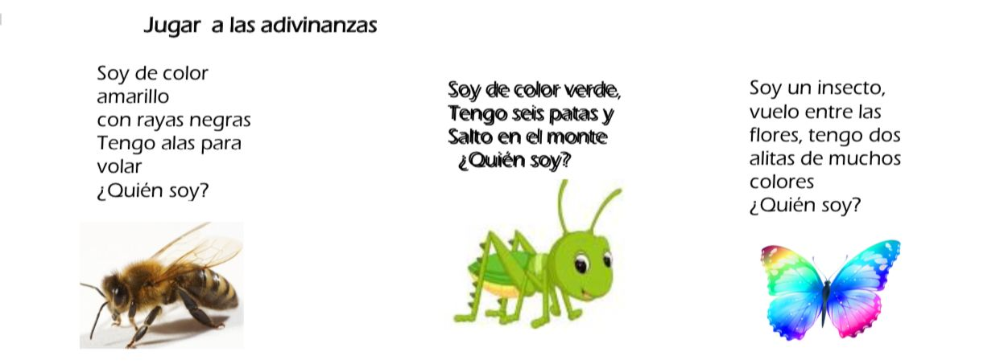 Jugar a las adivinanzas
Soy de color
amarillo
con rayas negras
Tengo alas para
volar
¿Quién soy?
Soy de color verde,
Tengo seis patas y
Salto en el monte
¿Quién soy?
Soy un insecto,
vuelo entre las
flores, tengo dos
alitas de muchos
colores
¿Quién soy?